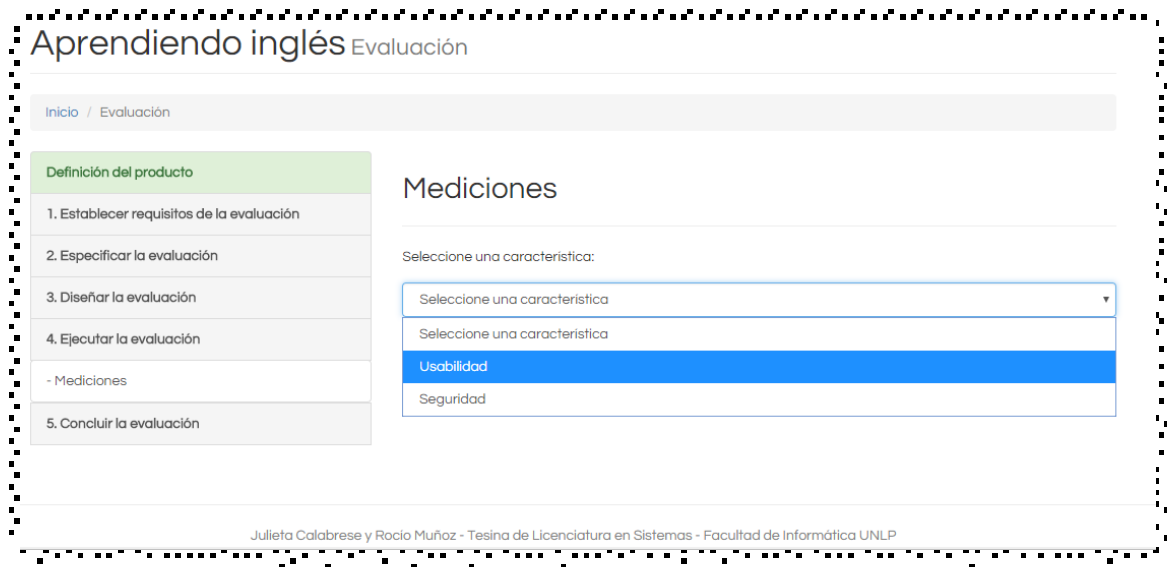 Aprendiendo inglés Evaluación
Inicio / Evaluación
Definición del producto
1. Establecer requisitos de la evaluación
2. Especificar la evaluación
3. Diseñar la evaluación
4. Ejecutar la evaluación
- Mediciones
5. Concluir la evaluación
Mediciones
Seleccione una caracteristica:
Seleccione una caracteristica
Seleccione una caracteristica
Usabilidad
Seguridad
Julieta Calabrese y Rocío Muñoz - Tesina de Licenciatura en Sistemas - Facultad de Informática UNLP